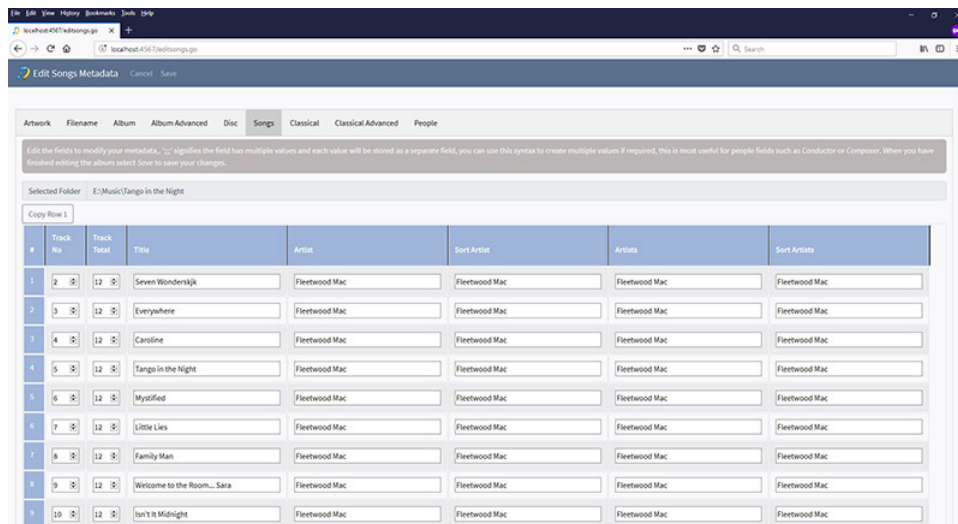 File Edit View History Bookmarks Tools Help
localhost:4567/editsongs.go × +
localhost:4567/editsongs.go Search
Edit Songs Metadata Cancel Save
Artwork Filename Album Album Advanced Disc Songs Classical Classical Advanced People
Edit the fields to modify your metadata,. ';;;' signifies the field has multiple values and each value will be stored as a separate field, you can use this syntax to create multiple values if required, this is most useful for people fields such as Conductor or Composer. When you have
finished editing the album select Save to save your changes.
Selected Folder E:\Music\Tango in the Night
Copy Row 1
# Track No Track Total Title Artist Sort Artist Artists Sort Artists
1 2 12 Seven Wonderskjk Fleetwood Mac Fleetwood Mac Fleetwood Mac Fleetwood Mac
2 3 12 Everywhere Fleetwood Mac Fleetwood Mac Fleetwood Mac Fleetwood Mac
3 4 12 Caroline Fleetwood Mac Fleetwood Mac Fleetwood Mac Fleetwood Mac
4 5 12 Tango in the Night Fleetwood Mac Fleetwood Mac Fleetwood Mac Fleetwood Mac
5 6 12 Mystified Fleetwood Mac Fleetwood Mac Fleetwood Mac Fleetwood Mac
6 7 12 Little Lies Fleetwood Mac Fleetwood Mac Fleetwood Mac Fleetwood Mac
7 8 12 Family Man Fleetwood Mac Fleetwood Mac Fleetwood Mac Fleetwood Mac
8 9 12 Welcome to the Room... Sara Fleetwood Mac Fleetwood Mac Fleetwood Mac Fleetwood Mac
9 10 12 Isn't It Midnight Fleetwood Mac Fleetwood Mac Fleetwood Mac Fleetwood Mac